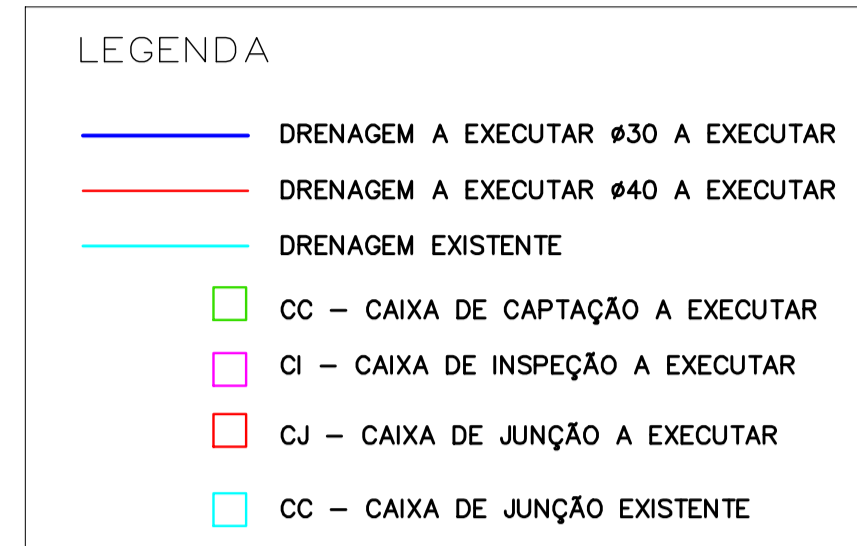 LEGENDA
DRENAGEM A EXECUTAR ø30 A EXECUTAR
DRENAGEM A EXECUTAR ø40 A EXECUTAR
DRENAGEM EXISTENTE
CC – CAIXA DE CAPTAÇÃO A EXECUTAR
CI – CAIXA DE INSPEÇÃO A EXECUTAR
CJ – CAIXA DE JUNÇÃO A EXECUTAR
CC – CAIXA DE JUNÇÃO EXISTENTE